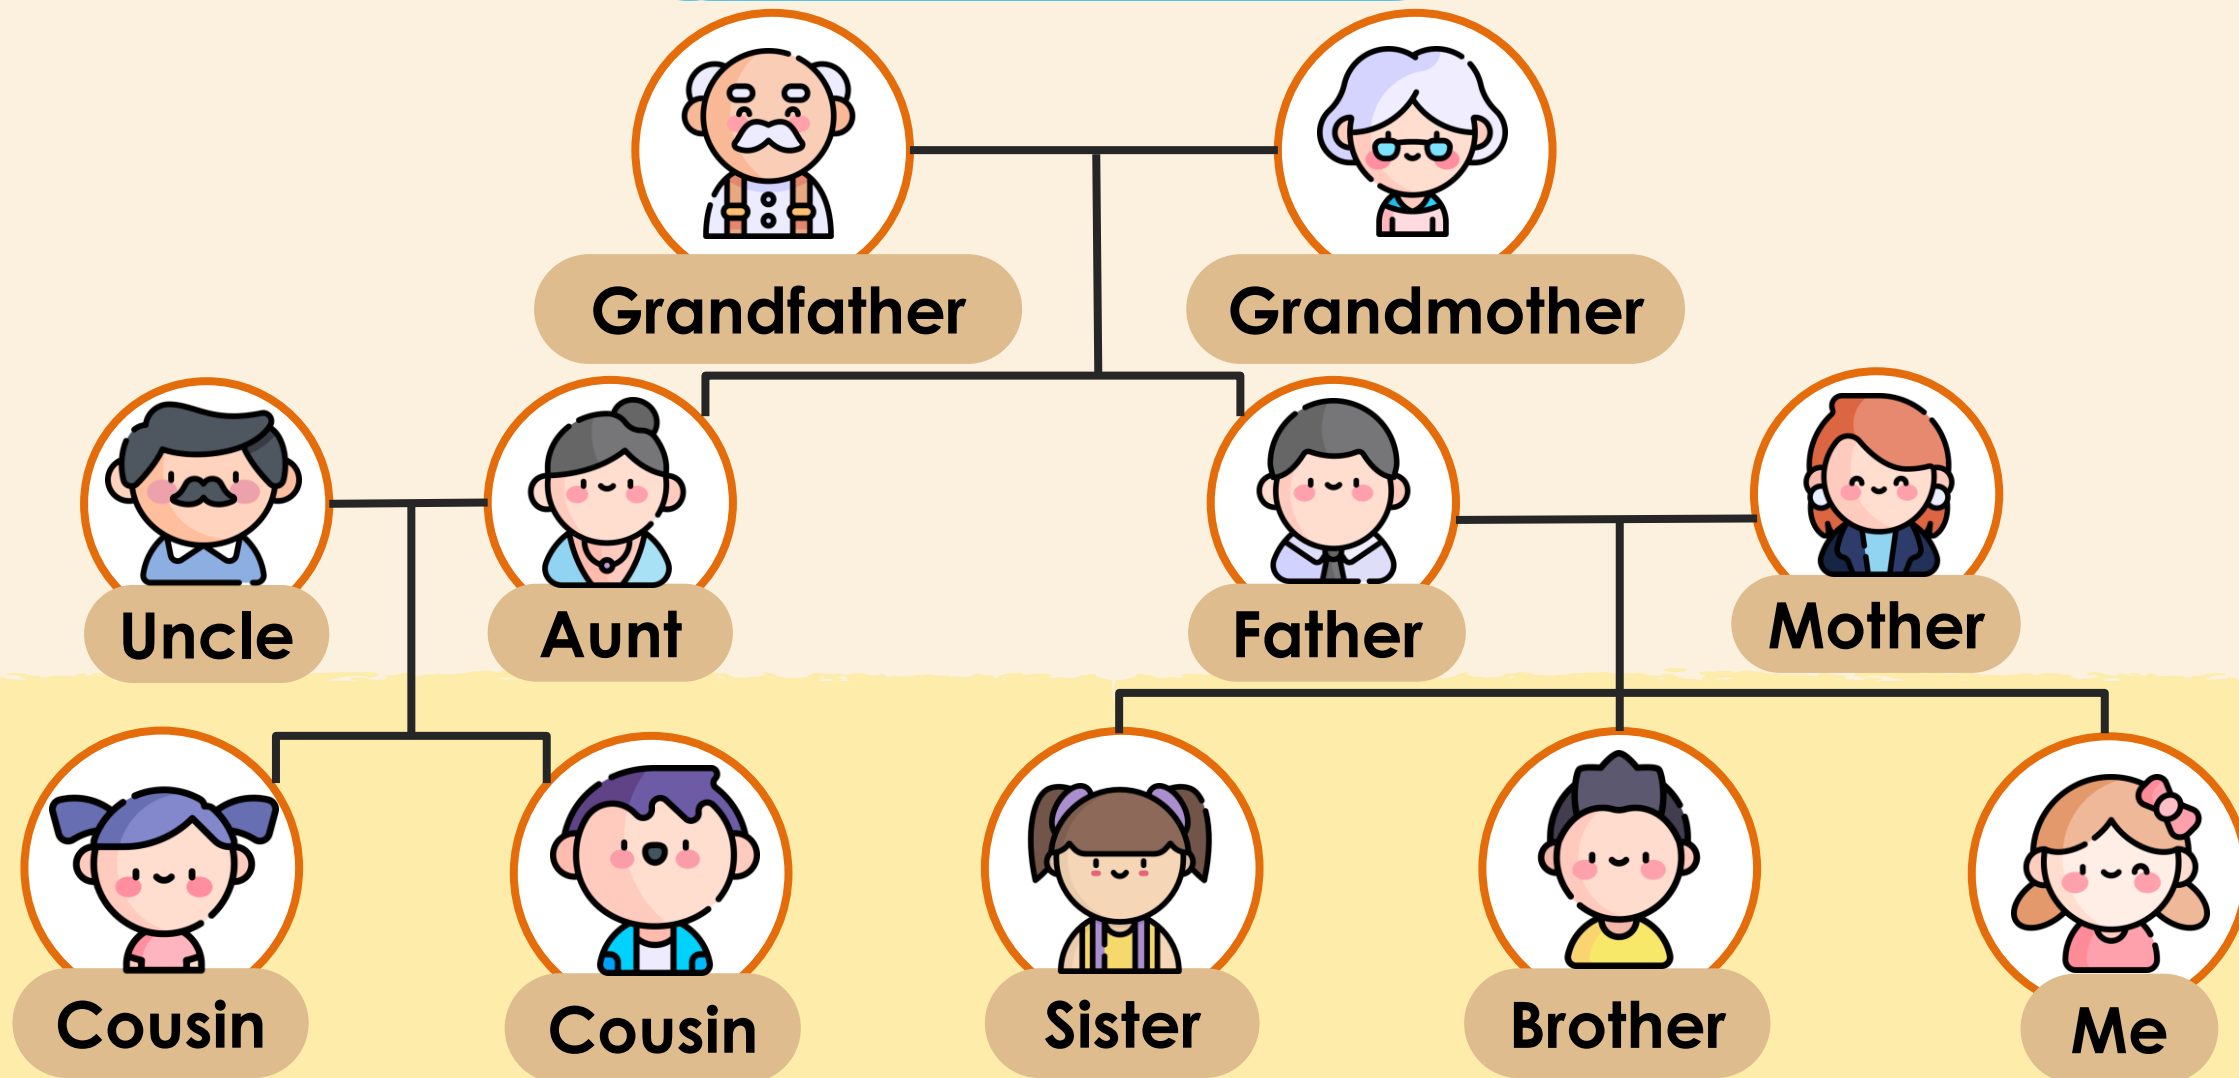 Grandfather
Grandmother
Uncle
Aunt
Father
Mother
Cousin
Cousin
Sister
Brother
Me